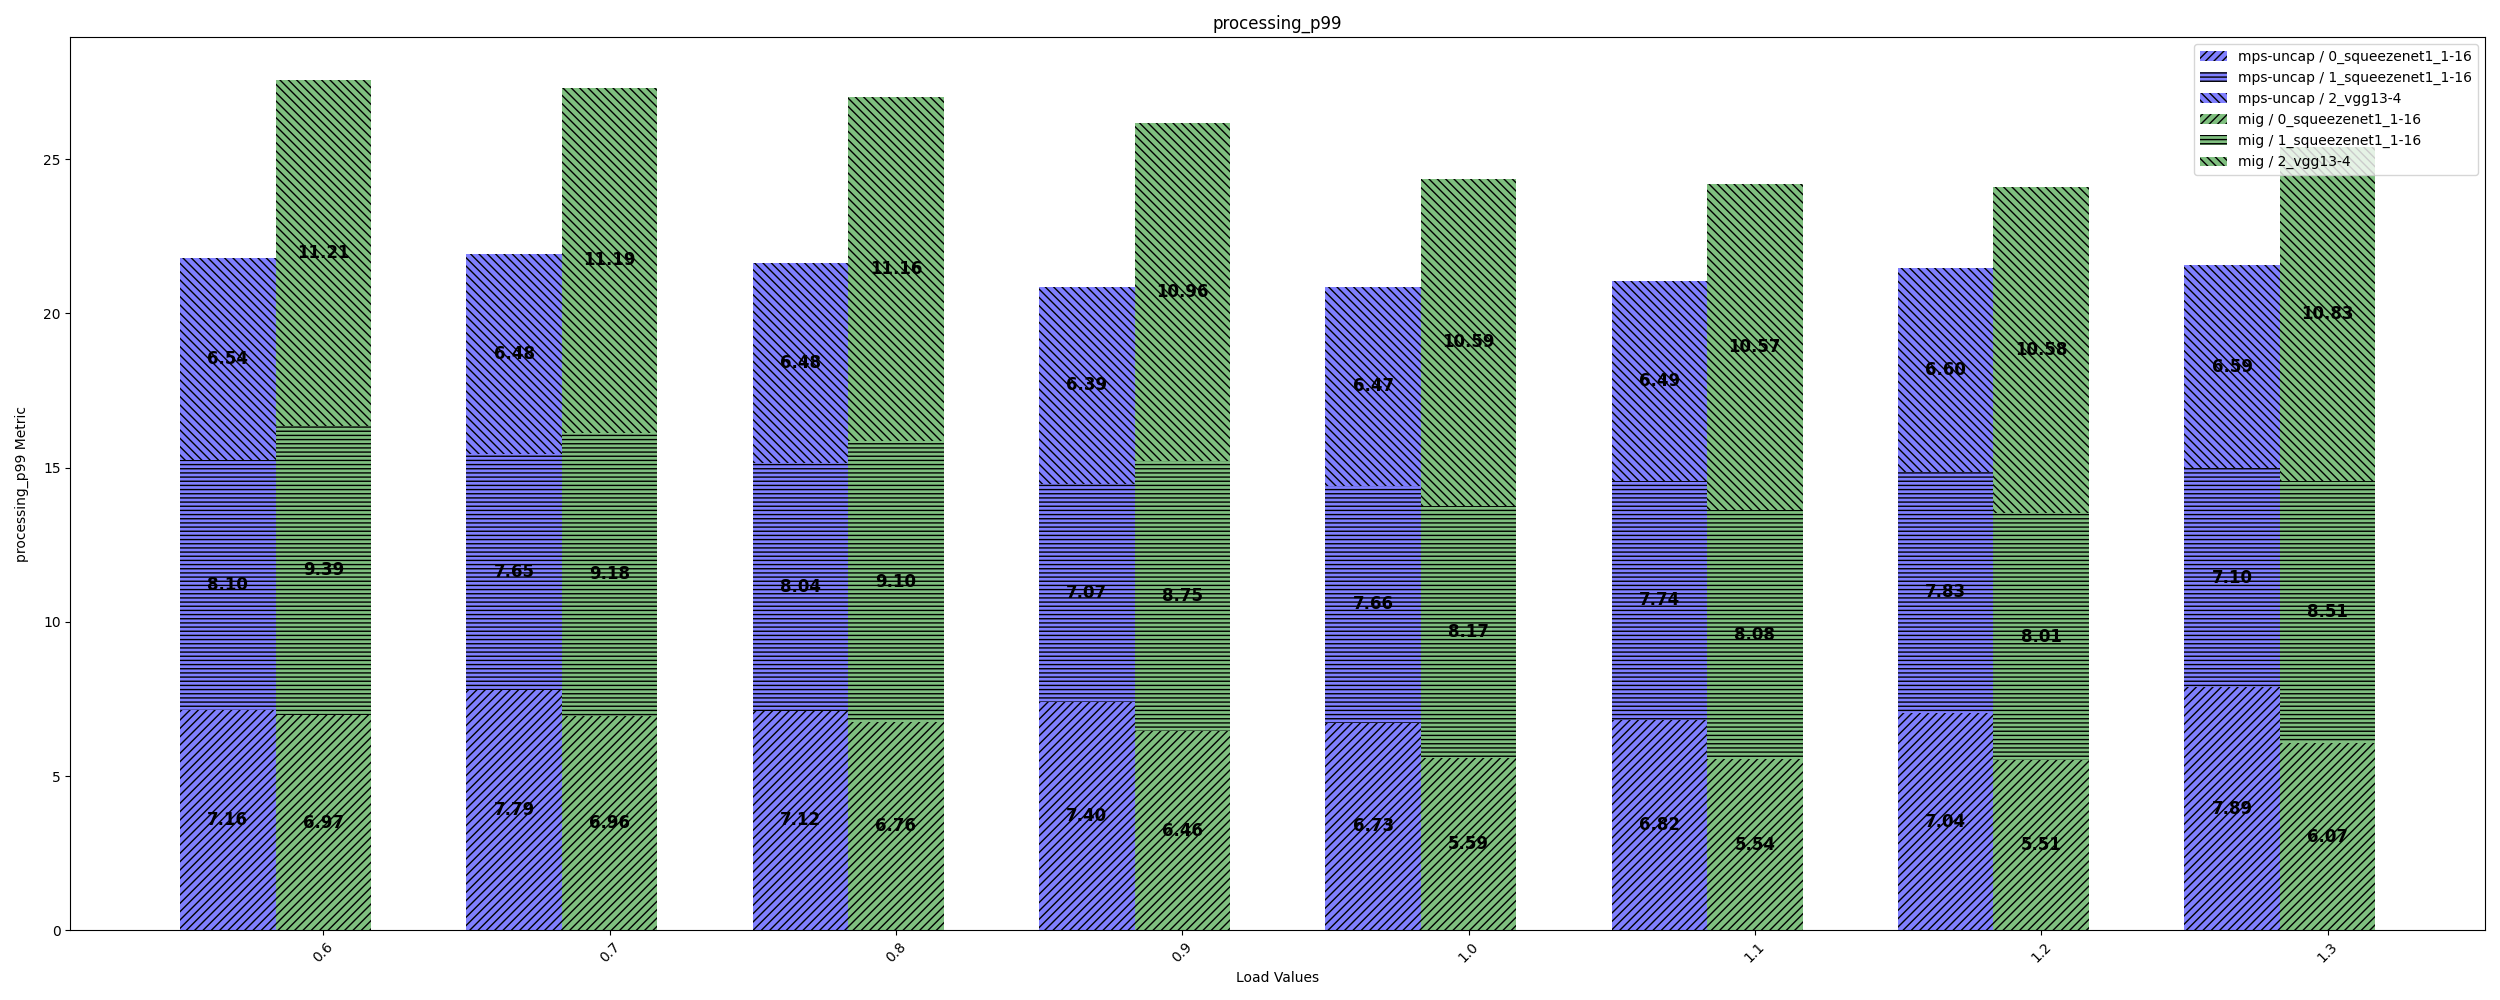 processing_p99
mps-uncap / 0_squeezenet1_1-16
mps-uncap / 1_squeezenet1_1-16
mps-uncap / 2_vgg13-4
mig / 0_squeezenet1_1-16
mig / 1_squeezenet1_1-16
mig / 2_vgg13-4
processing_p99 Metric
25
20
15
10
5
0
11.21 11.19 11.16 10.96 10.59 10.57 10.58 10.83
6.54 6.48 6.48 6.39 6.47 6.49 6.60 6.59
9.39 9.18 9.10 8.75 8.17 8.08 8.01 8.51
8.10 7.65 8.04 7.07 7.66 7.74 7.83 7.10
7.16 7.79 7.12 7.40 6.73 6.82 7.04 7.89
6.97 6.96 6.76 6.46 5.59 5.54 5.51 6.07
0.6 0.7 0.8 0.9 1.0 1.1 1.2 1.3
Load Values